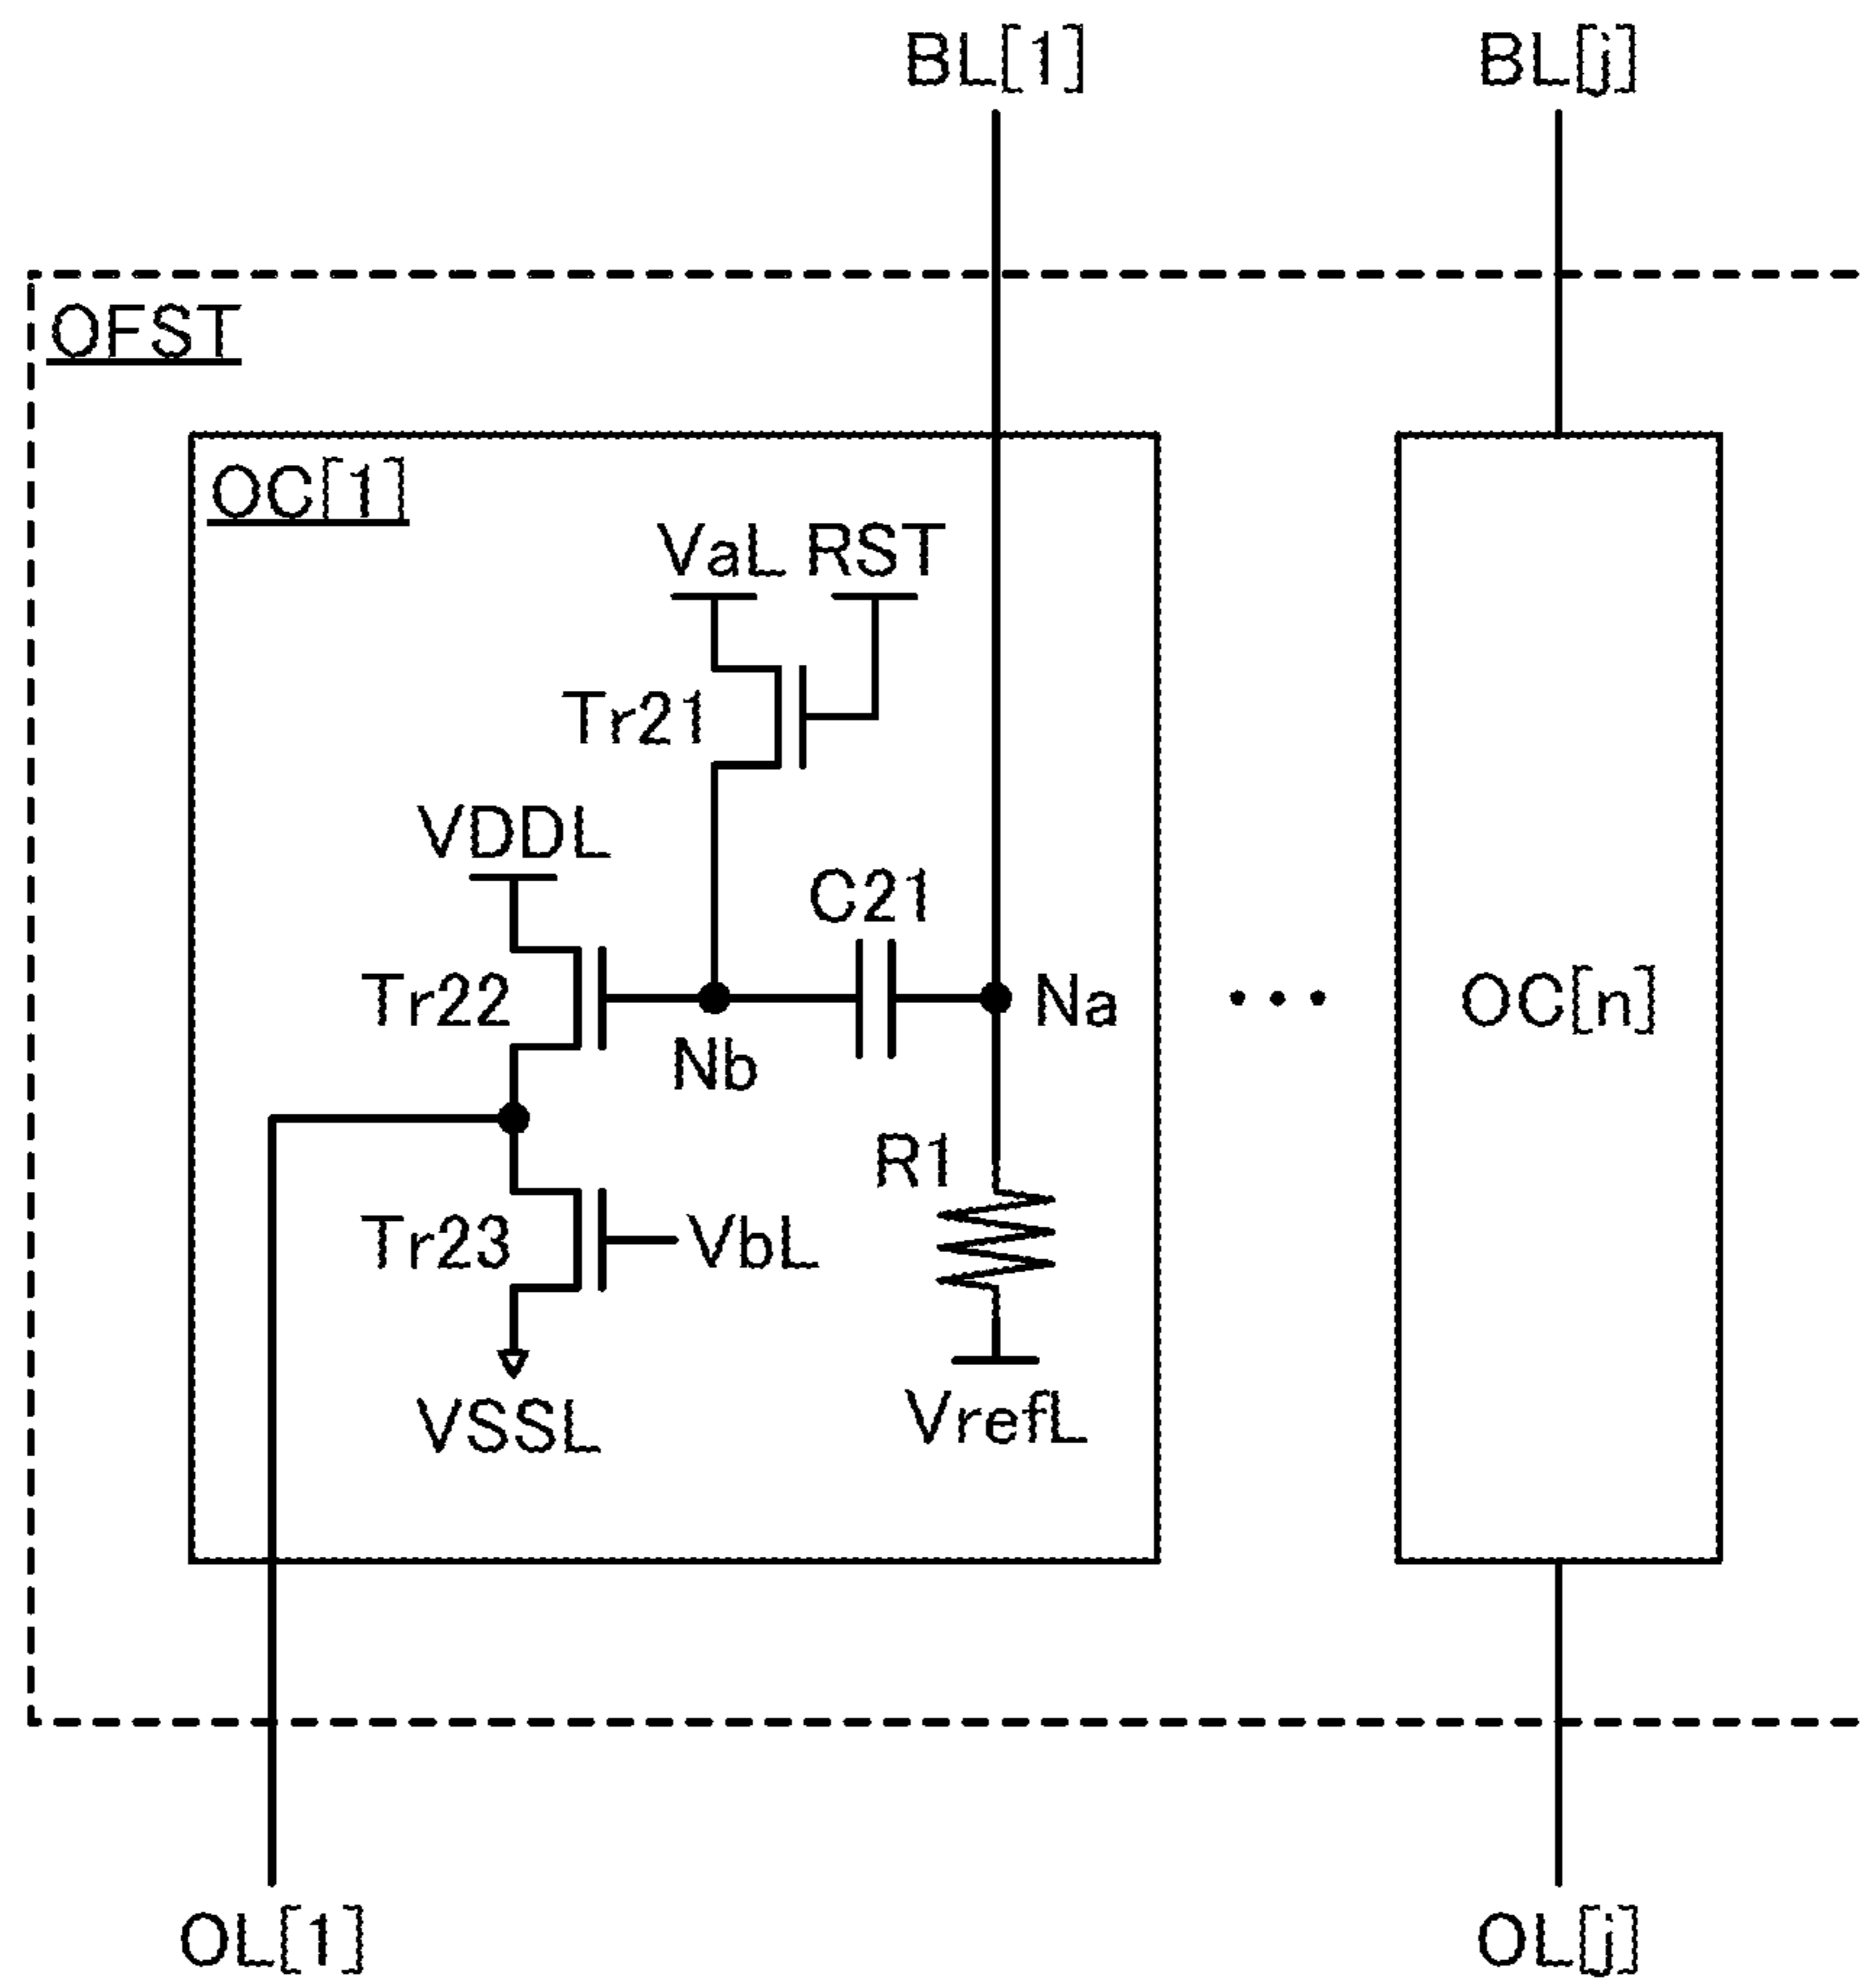 BL[1] BL[j]
OFST
OC[1]
VaL RST
Tr21
VDDL
C21
Tr22 Na ••• OC[n]
Nb
R1
Tr23 VbL
VSSL VrefL
OL[1] OL[j]